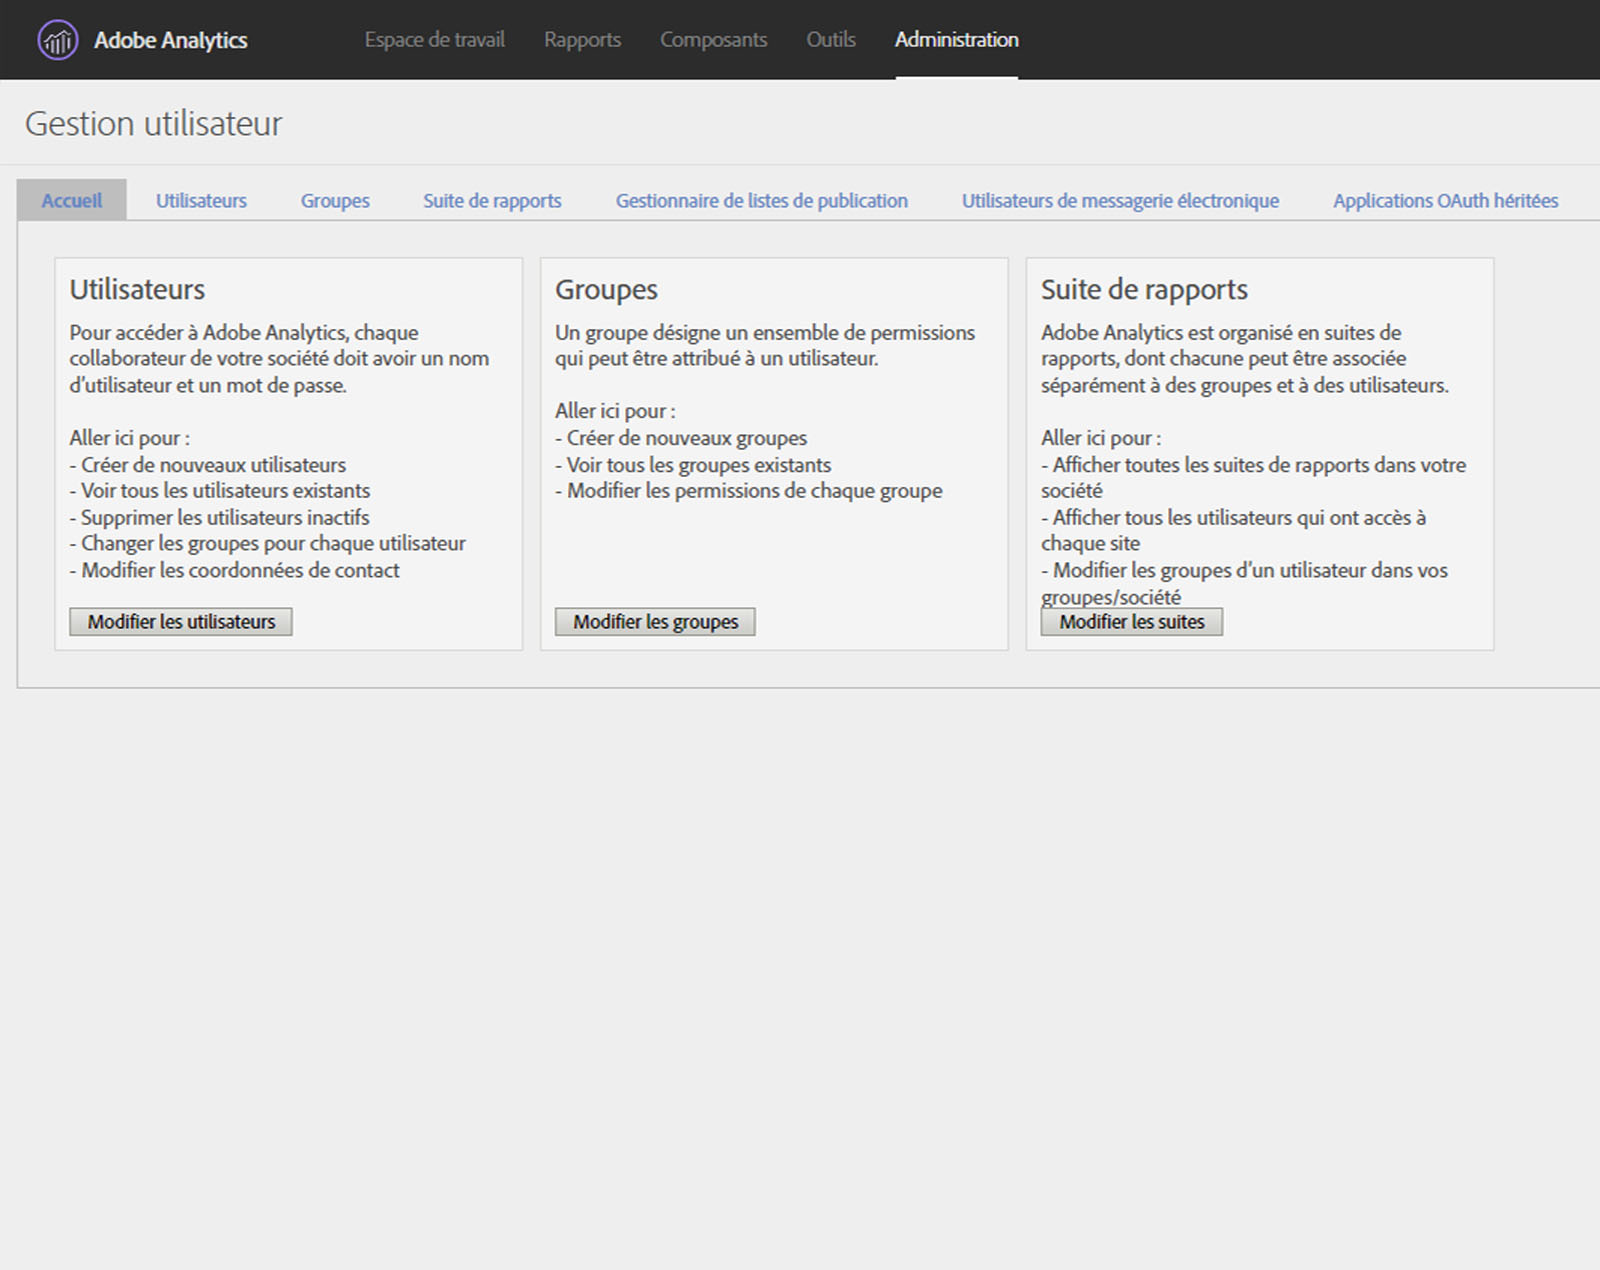 Adobe Analytics
Espace de travail
Rapports
Composants
Outils
Administration
Gestion utilisateur
Accueil
Utilisateurs
Groupes
Suite de rapports
Gestionnaire de listes de publication
Utilisateurs de messagerie électronique
Applications OAuth héritées
Utilisateurs
Pour accéder à Adobe Analytics, chaque
collaborateur de votre société doit avoir un nom
d'utilisateur et un mot de passe.
Aller ici pour :
- Créer de nouveaux utilisateurs
- Voir tous les utilisateurs existants
- Supprimer les utilisateurs inactifs
- Changer les groupes pour chaque utilisateur
- Modifier les coordonnées de contact
Modifier les utilisateurs
Groupes
Un groupe désigne un ensemble de permissions
qui peut être attribué à un utilisateur.
Aller ici pour :
- Créer de nouveaux groupes
- Voir tous les groupes existants
- Modifier les permissions de chaque groupe
Modifier les groupes
Suite de rapports
Adobe Analytics est organisé en suites de
rapports, dont chacune peut être associée
séparément à des groupes et à des utilisateurs.
Aller ici pour :
- Afficher toutes les suites de rapports dans votre
société
- Afficher tous les utilisateurs qui ont accès à
chaque site
- Modifier les groupes d'un utilisateur dans vos
groupes/société
Modifier les suites